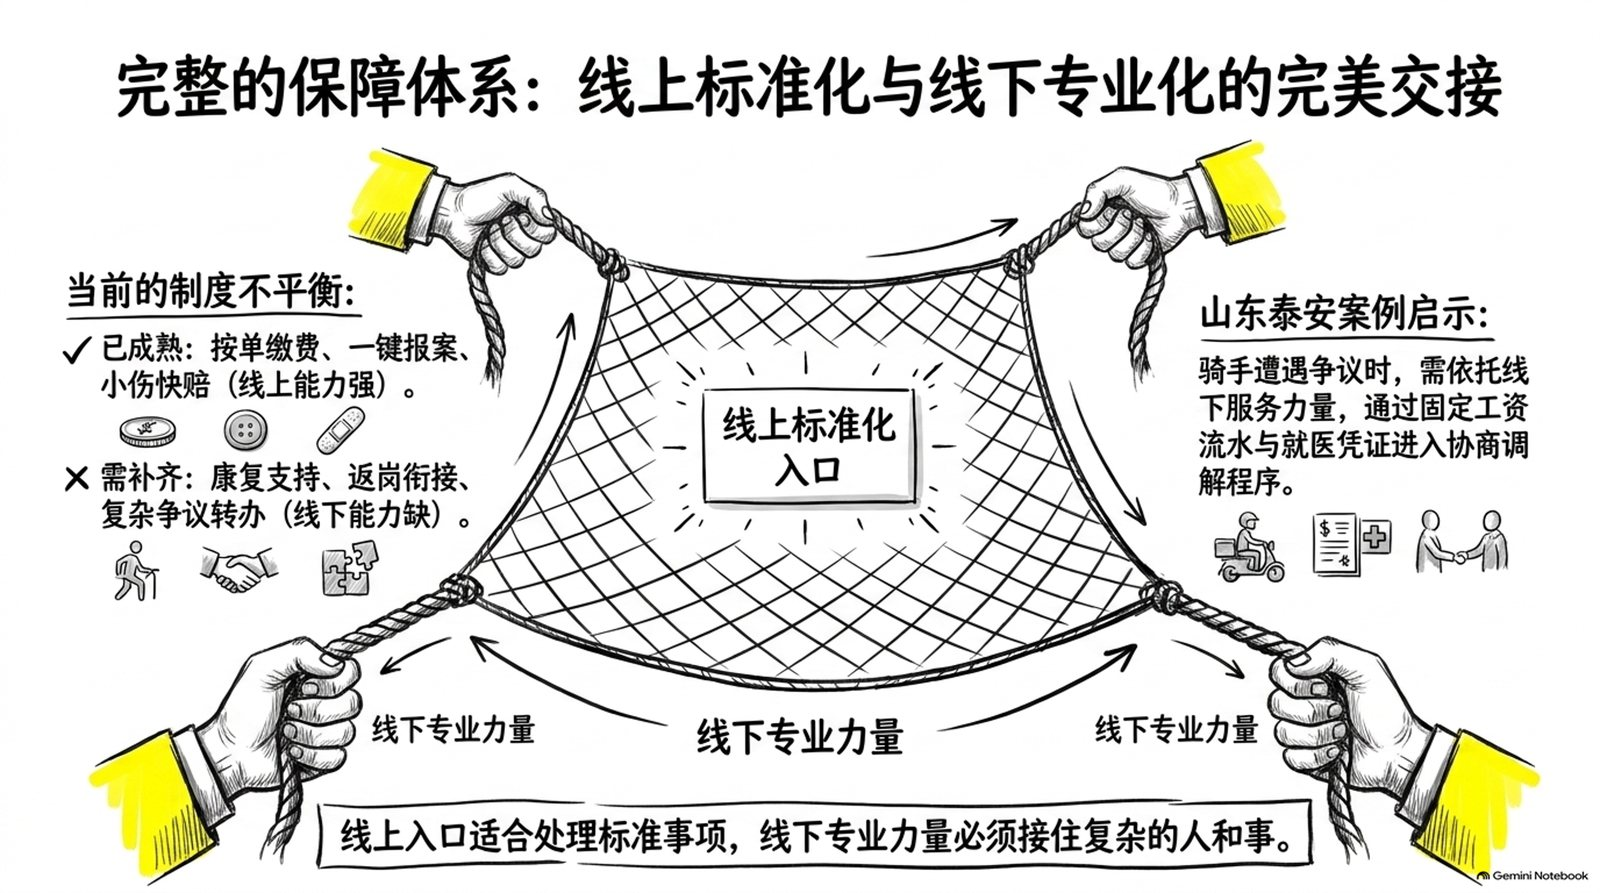 完整的保障体系：线上标准化与线下专业化的完美交接
当前的制度不平衡：
已成熟：按单缴费、一键报案、
小伤快赔（线上能力强）。
需补齐：康复支持、返岗衔接、
复杂争议转办（线下能力缺）。
线上标准化
入口
山东泰安案例启示：
骑手遭遇争议时，需依托线
下服务力量，通过固定工资
流水与就医凭证进入协商调
解程序。
$
线下专业力量
线下专业力量
线下专业力量
线上入口适合处理标准事项，线下专业力量必须接住复杂的人和事。
Gemini Notebook